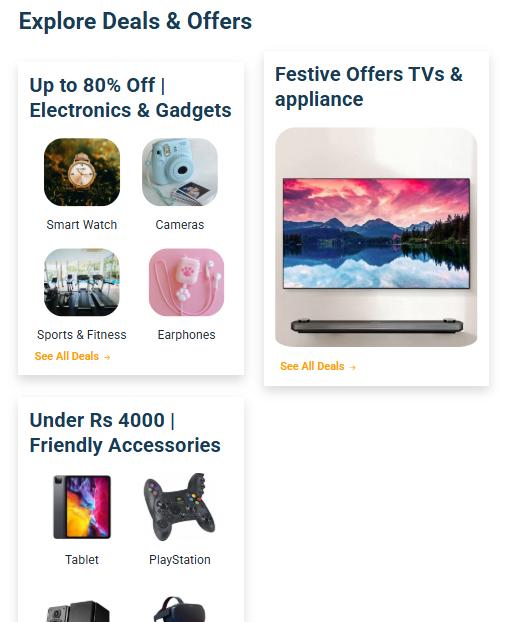 Explore Deals & Offers
Up to 80% Off |
Electronics & Gadgets
Smart Watch
Cameras
Sports & Fitness
Earphones
See All Deals →
Festive Offers TVs &
appliance
See All Deals →
Under Rs 4000 |
Friendly Accessories
Tablet
PlayStation